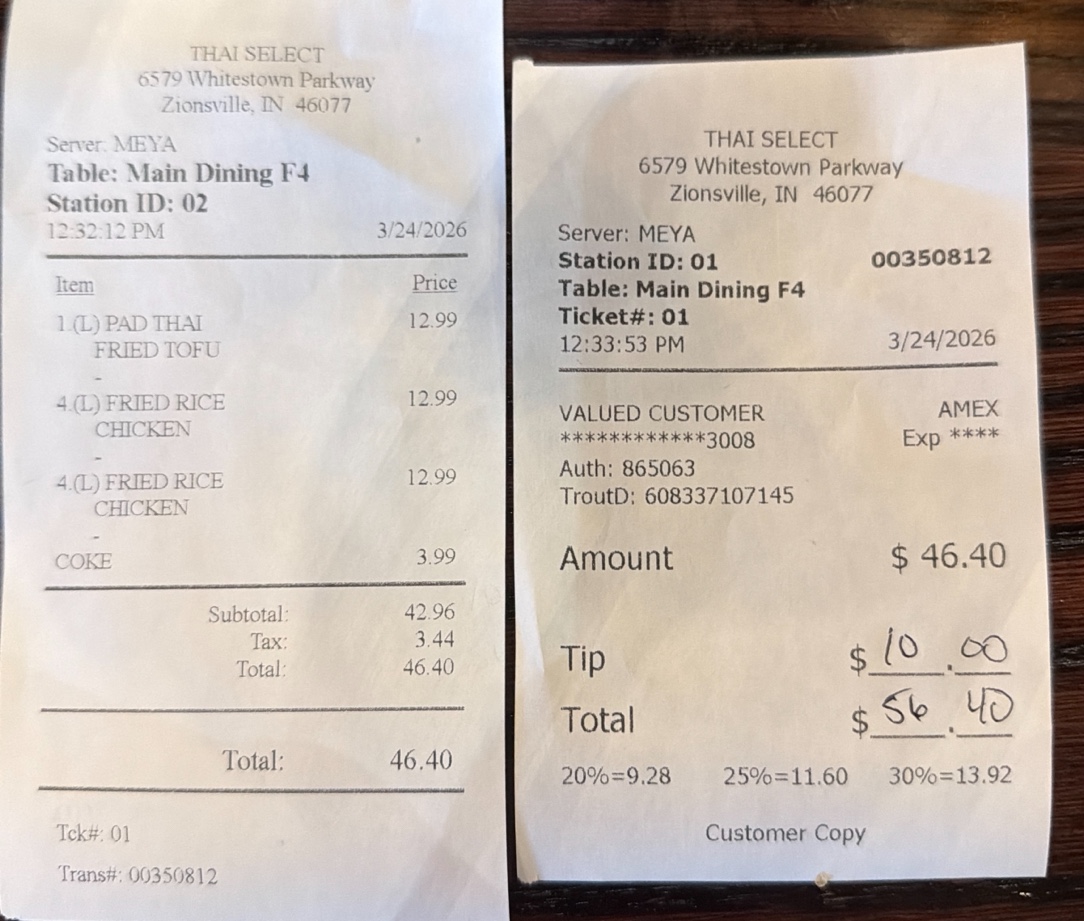 THAI SELECT
6579 Whitestown Parkway
Zionsville, IN 46077
Server: MEYA
Table: Main Dining F4
Station ID: 02
12:32:12 PM 3/24/2026
Item Price
1.(L) PAD THAI 12.99
FRIED TOFU
-
4.(L) FRIED RICE 12.99
CHICKEN
-
4.(L) FRIED RICE 12.99
CHICKEN
-
COKE 3.99
Subtotal: 42.96
Tax: 3.44
Total: 46.40
Total: 46.40
Tck#: 01
Trans#: 00350812
THAI SELECT
6579 Whitestown Parkway
Zionsville, IN 46077
Server: MEYA
Station ID: 01 00350812
Table: Main Dining F4
Ticket#: 01
12:33:53 PM 3/24/2026
VALUED CUSTOMER AMEX
************3008 Exp ****
Auth: 865063
TroutD: 608337107145
Amount $ 46.40
Tip $ 10.00
Total $ 56.40
20%=9.28 25%=11.60 30%=13.92
Customer Copy